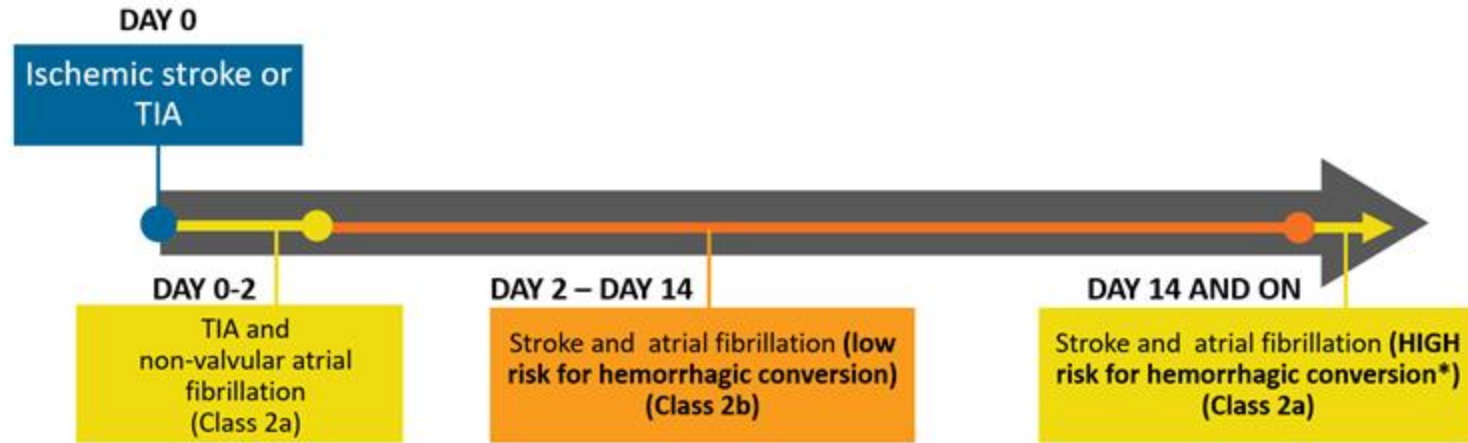 DAY 0
Ischemic stroke or
TIA
DAY 0-2
TIA and
non-valvular atrial
fibrillation
(Class 2a)
DAY 2 – DAY 14
Stroke and atrial fibrillation (low
risk for hemorrhagic conversion)
(Class 2b)
DAY 14 AND ON
Stroke and atrial fibrillation (HIGH
risk for hemorrhagic conversion*)
(Class 2a)